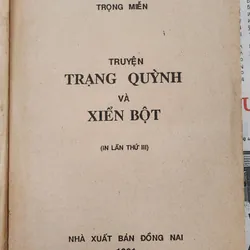 TRỌNG MIỄN
TRUYỆN
TRẠNG QUỲNH
VÀ
XIỂN BỘT
(IN LẦN THỨ III)
NHÀ XUẤT BẢN ĐỒNG NAI